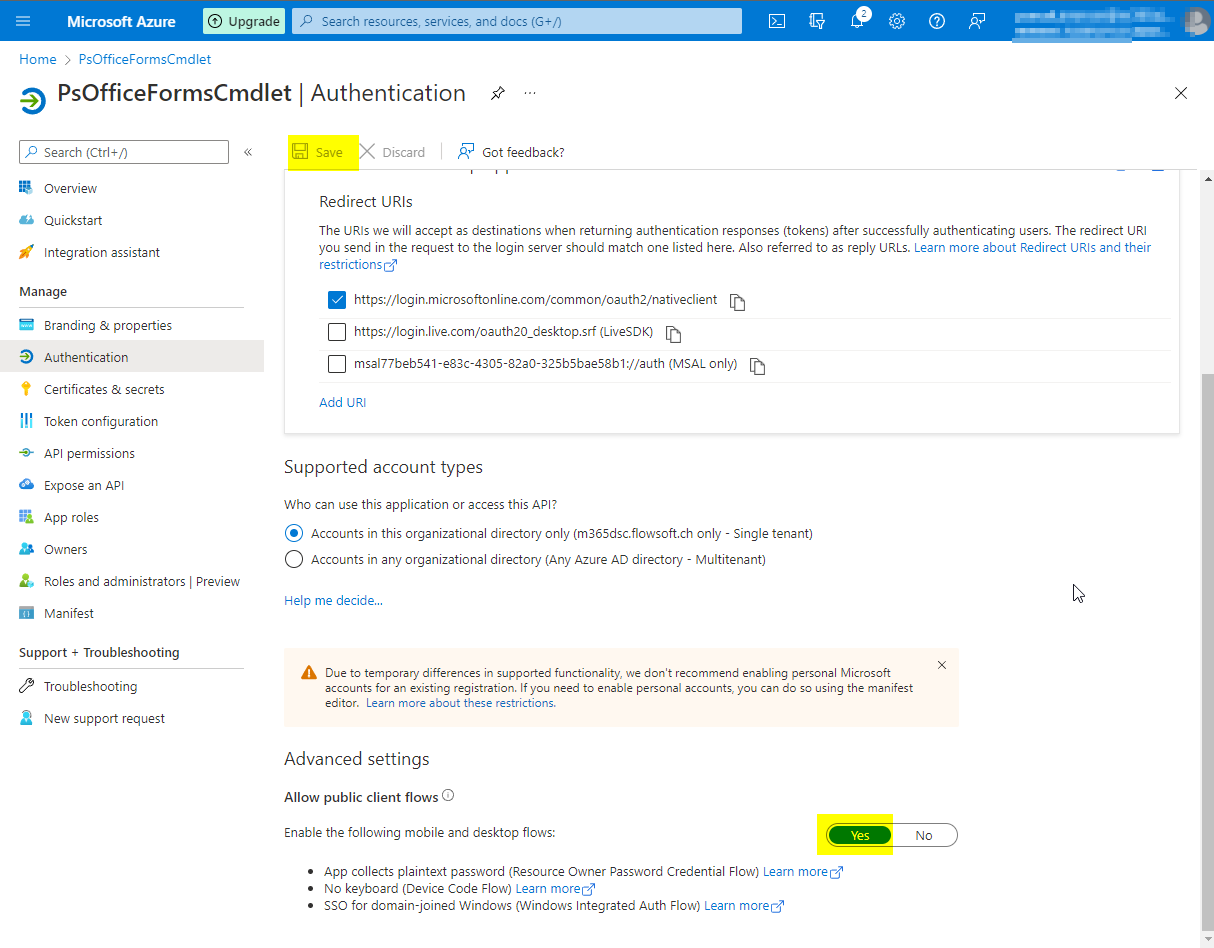 Microsoft Azure
Upgrade
Search resources, services, and docs (G+/)
2
Home > PsOfficeFormsCmdlet
PsOfficeFormsCmdlet | Authentication
...
Search (Ctrl+/)
«
Overview
Quickstart
Integration assistant
Manage
Branding & properties
Authentication
Certificates & secrets
Token configuration
API permissions
Expose an API
App roles
Owners
Roles and administrators | Preview
Manifest
Support + Troubleshooting
Troubleshooting
New support request
Save
Discard
Got feedback?
Redirect URIs
The URIs we will accept as destinations when returning authentication responses (tokens) after successfully authenticating users. The redirect URI
you send in the request to the login server should match one listed here. Also referred to as reply URLs. Learn more about Redirect URIs and their
restrictions
https://login.microsoftonline.com/common/oauth2/nativeclient
https://login.live.com/oauth20_desktop.srf (LiveSDK)
msal77beb541-e83c-4305-82a0-325b5bae58b1://auth (MSAL only)
Add URI
Supported account types
Who can use this application or access this API?
Accounts in this organizational directory only (m365dsc.flowsoft.ch only - Single tenant)
Accounts in any organizational directory (Any Azure AD directory - Multitenant)
Help me decide...
Due to temporary differences in supported functionality, we don't recommend enabling personal Microsoft
accounts for an existing registration. If you need to enable personal accounts, you can do so using the manifest
editor. Learn more about these restrictions.
Advanced settings
Allow public client flows
Enable the following mobile and desktop flows:
Yes
No
• App collects plaintext password (Resource Owner Password Credential Flow) Learn more
• No keyboard (Device Code Flow) Learn more
• SSO for domain-joined Windows (Windows Integrated Auth Flow) Learn more